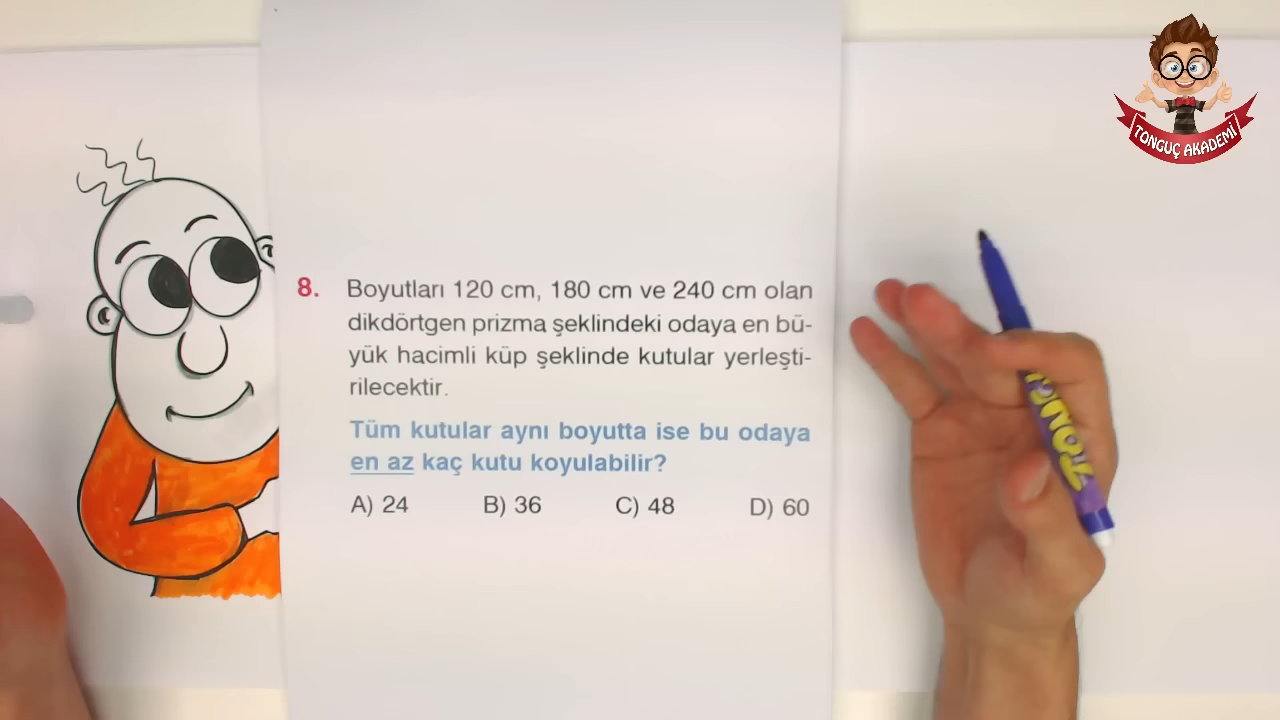 TONGUÇ AKADEMİ
8. Boyutları 120 cm, 180 cm ve 240 cm olan
dikdörtgen prizma şeklindeki odaya en bü-
yük hacimli küp şeklinde kutular yerleşti-
rilecektir.
Tüm kutular aynı boyutta ise bu odaya
en az kaç kutu koyulabilir?
A) 24 B) 36 C) 48 D) 60